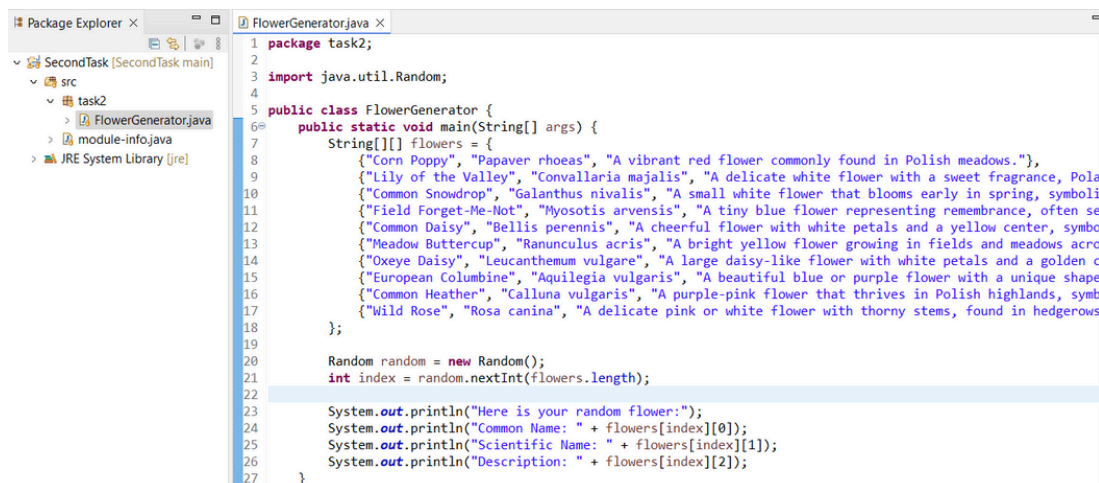 Package Explorer
SecondTask [SecondTask main]
src
task2
FlowerGenerator.java
module-info.java
JRE System Library [jre]
FlowerGenerator.java
1 package task2;
2
3 import java.util.Random;
4
5 public class FlowerGenerator {
6 public static void main(String[] args) {
7 String[][] flowers = {
8 {"Corn Poppy", "Papaver rhoeas", "A vibrant red flower commonly found in Polish meadows."},
9 {"Lily of the Valley", "Convallaria majalis", "A delicate white flower with a sweet fragrance, Pola
10 {"Common Snowdrop", "Galanthus nivalis", "A small white flower that blooms early in spring, symboli
11 {"Field Forget-Me-Not", "Myosotis arvensis", "A tiny blue flower representing remembrance, often se
12 {"Common Daisy", "Bellis perennis", "A cheerful flower with white petals and a yellow center, symbo
13 {"Meadow Buttercup", "Ranunculus acris", "A bright yellow flower growing in fields and meadows acro
14 {"Oxeye Daisy", "Leucanthemum vulgare", "A large daisy-like flower with white petals and a golden c
15 {"European Columbine", "Aquilegia vulgaris", "A beautiful blue or purple flower with a unique shape
16 {"Common Heather", "Calluna vulgaris", "A purple-pink flower that thrives in Polish highlands, symb
17 {"Wild Rose", "Rosa canina", "A delicate pink or white flower with thorny stems, found in hedgerows
18 };
19
20 Random random = new Random();
21 int index = random.nextInt(flowers.length);
22
23 System.out.println("Here is your random flower:");
24 System.out.println("Common Name: " + flowers[index][0]);
25 System.out.println("Scientific Name: " + flowers[index][1]);
26 System.out.println("Description: " + flowers[index][2]);
27 }